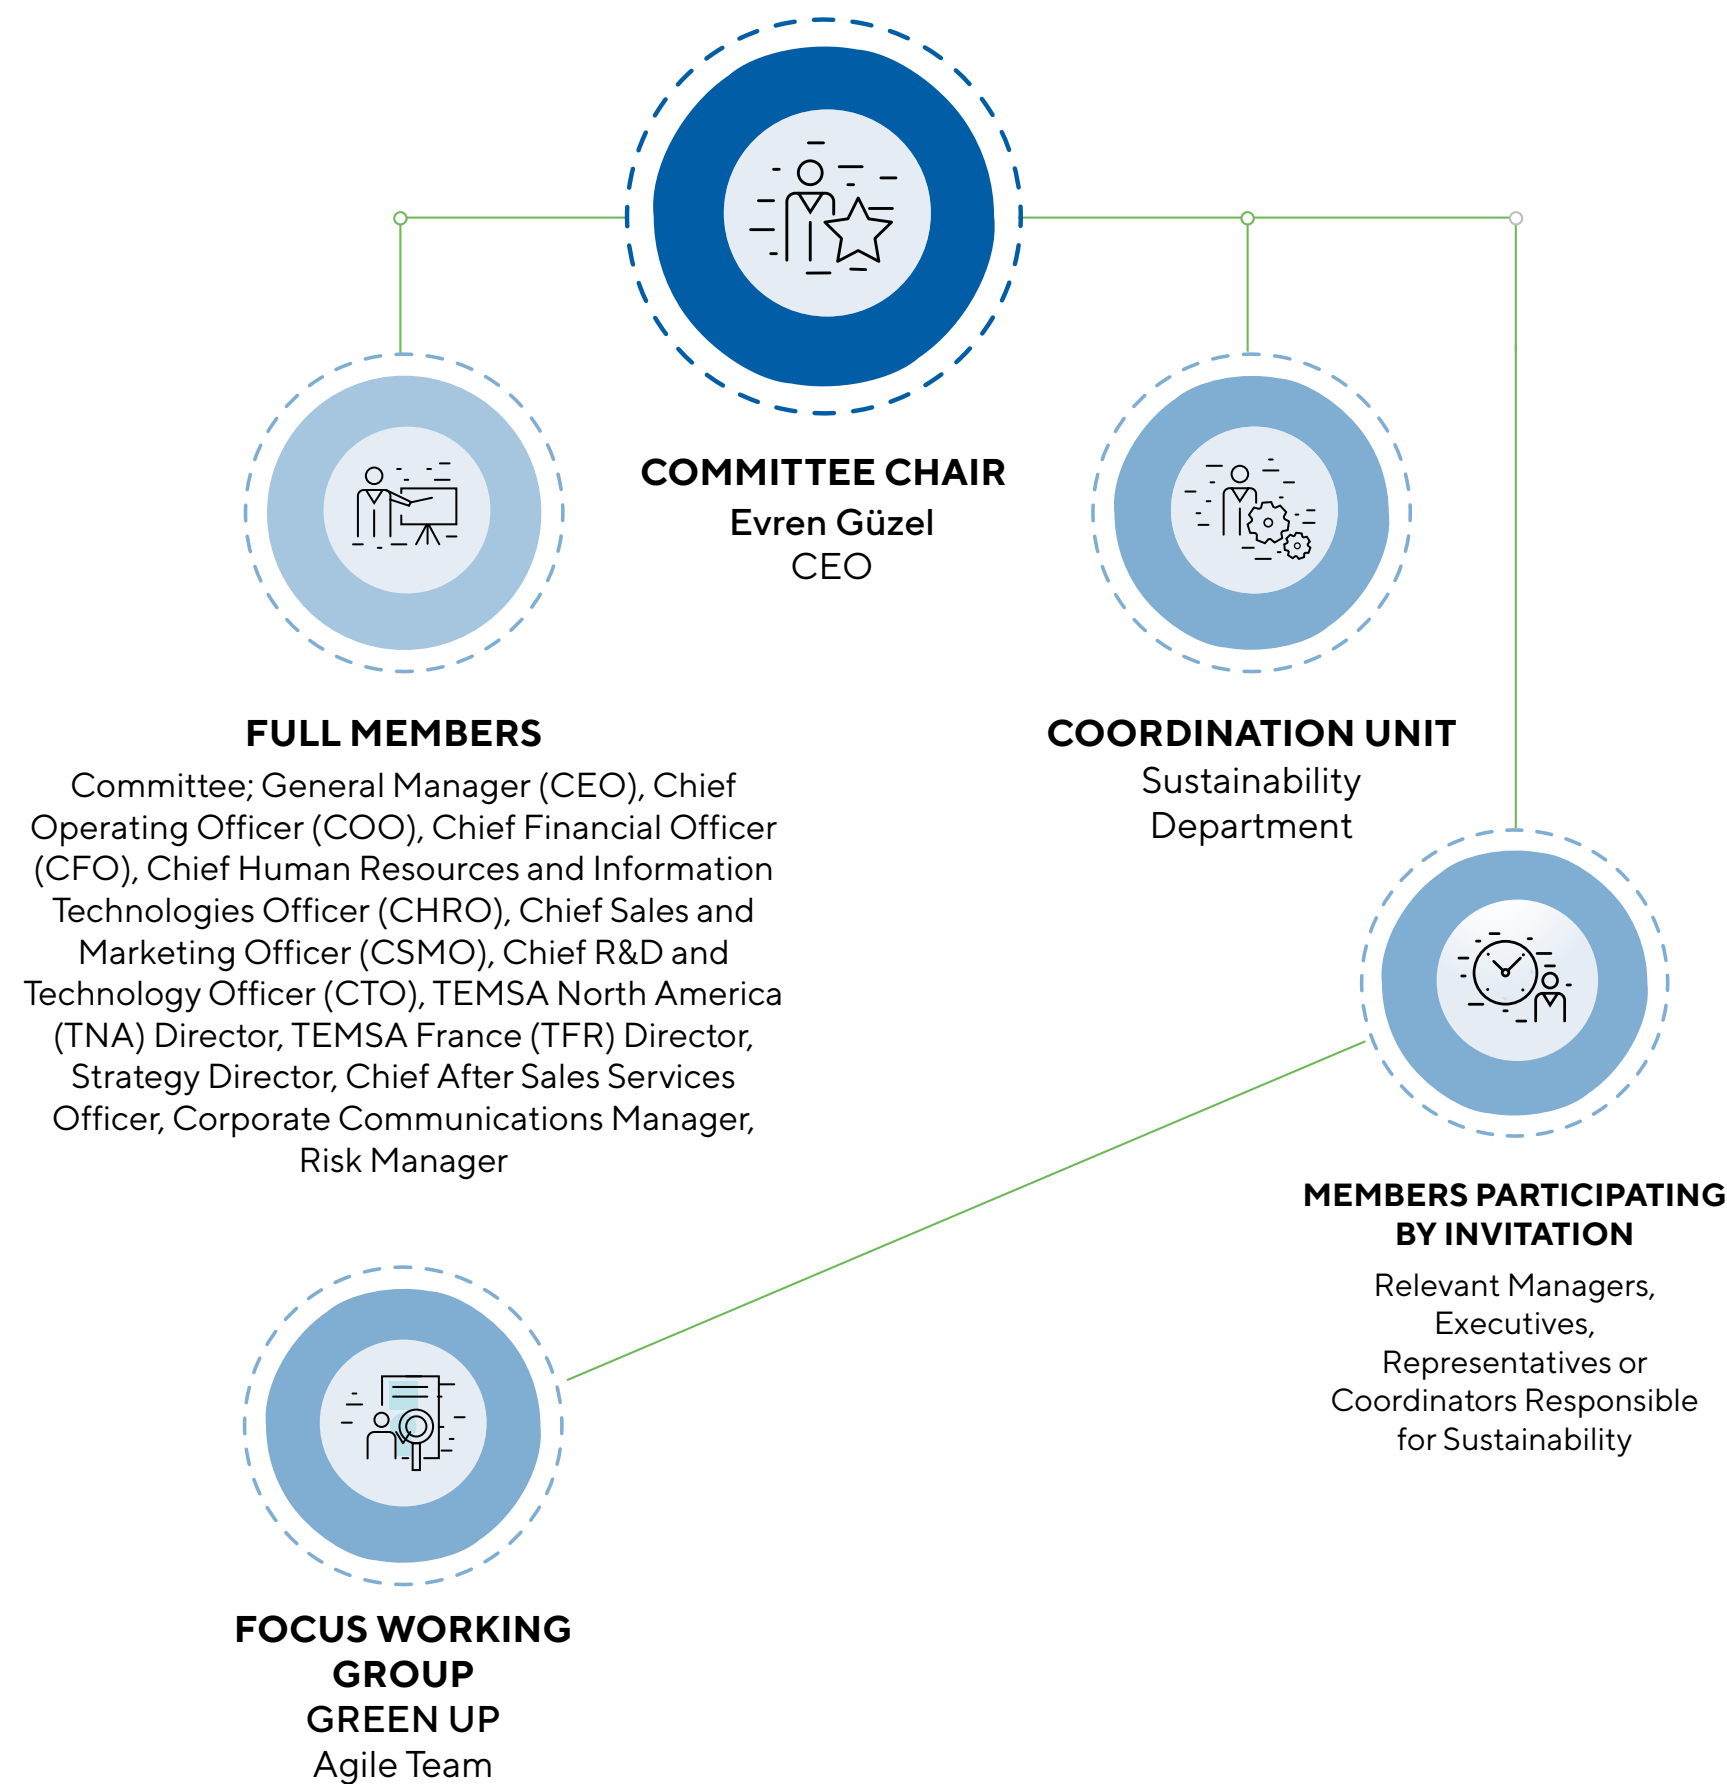 COMMITTEE CHAIR
Evren Güzel
CEO
FULL MEMBERS
Committee; General Manager (CEO), Chief
Operating Officer (COO), Chief Financial Officer
(CFO), Chief Human Resources and Information
Technologies Officer (CHRO), Chief Sales and
Marketing Officer (CSMO), Chief R&D and
Technology Officer (CTO), TEMSA North America
(TNA) Director, TEMSA France (TFR) Director,
Strategy Director, Chief After Sales Services
Officer, Corporate Communications Manager,
Risk Manager
COORDINATION UNIT
Sustainability
Department
MEMBERS PARTICIPATING
BY INVITATION
Relevant Managers,
Executives,
Representatives or
Coordinators Responsible
for Sustainability
FOCUS WORKING
GROUP
GREEN UP
Agile Team